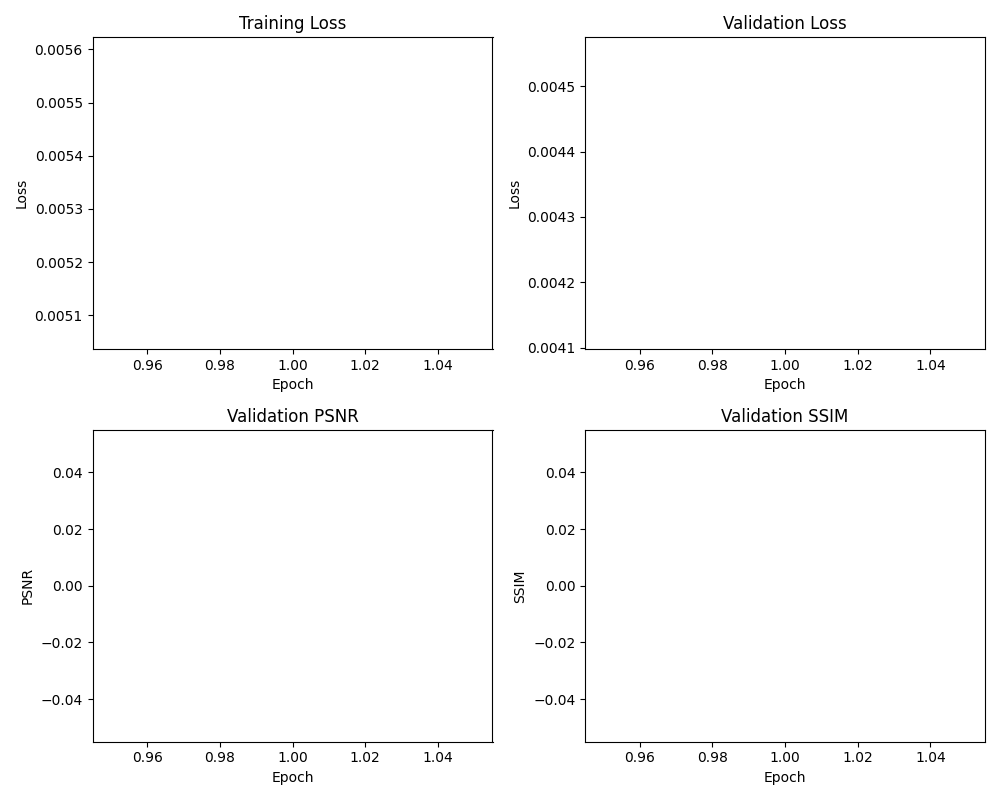 Training Loss
0.0056
0.0055
0.0054
0.0053
0.0052
0.0051
Loss
0.96 0.98 1.00 1.02 1.04
Epoch
Validation Loss
0.0045
0.0044
0.0043
0.0042
0.0041
Loss
0.96 0.98 1.00 1.02 1.04
Epoch
Validation PSNR
0.04
0.02
0.00
−0.02
−0.04
PSNR
0.96 0.98 1.00 1.02 1.04
Epoch
Validation SSIM
0.04
0.02
0.00
−0.02
−0.04
SSIM
0.96 0.98 1.00 1.02 1.04
Epoch